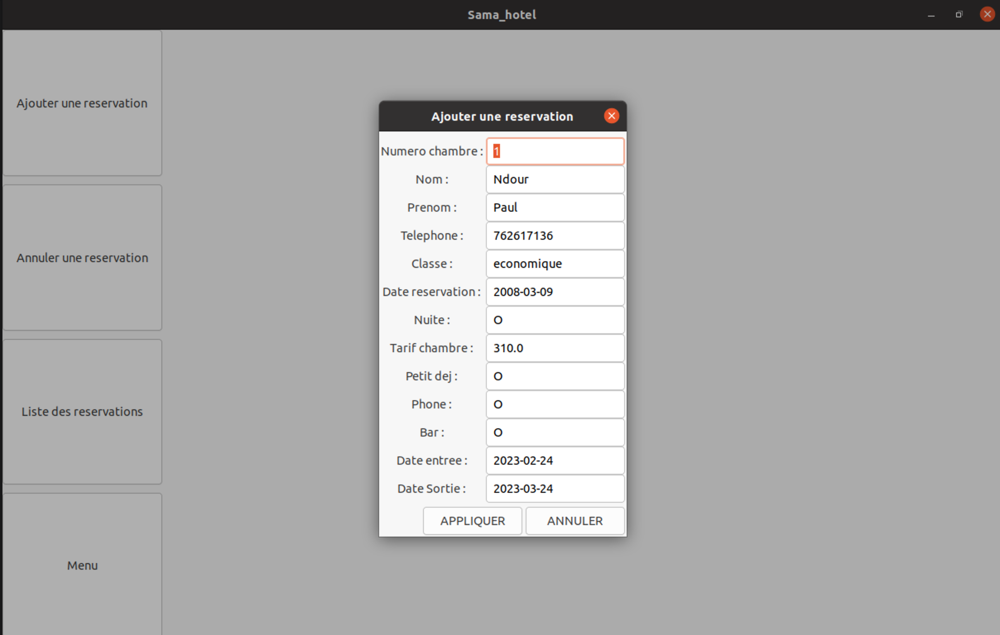 Sama_hotel
Ajouter une reservation
Annuler une reservation
Liste des reservations
Menu
Ajouter une reservation
Numero chambre : 1
Nom : Ndour
Prenom : Paul
Telephone : 762617136
Classe : economique
Date reservation : 2008-03-09
Nuite : O
Tarif chambre : 310.0
Petit dej : O
Phone : O
Bar : O
Date entree : 2023-02-24
Date Sortie : 2023-03-24
APPLIQUER ANNULER